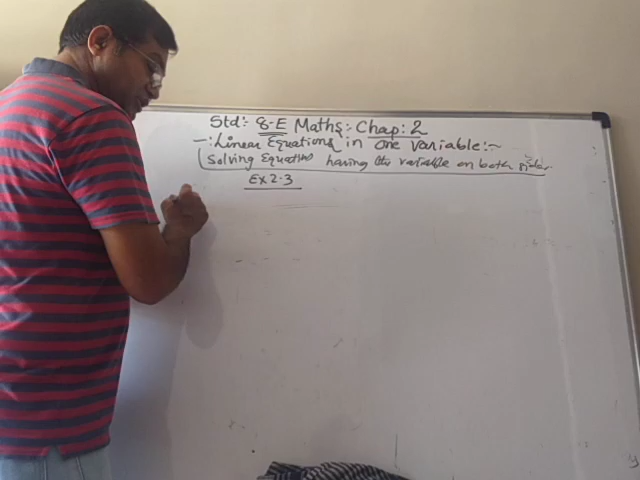 Std:- 8-E Maths:- Chap: 2
-: Linear Equations in one variable:-
Solving Equations having the variable on both sides.
Ex 2.3